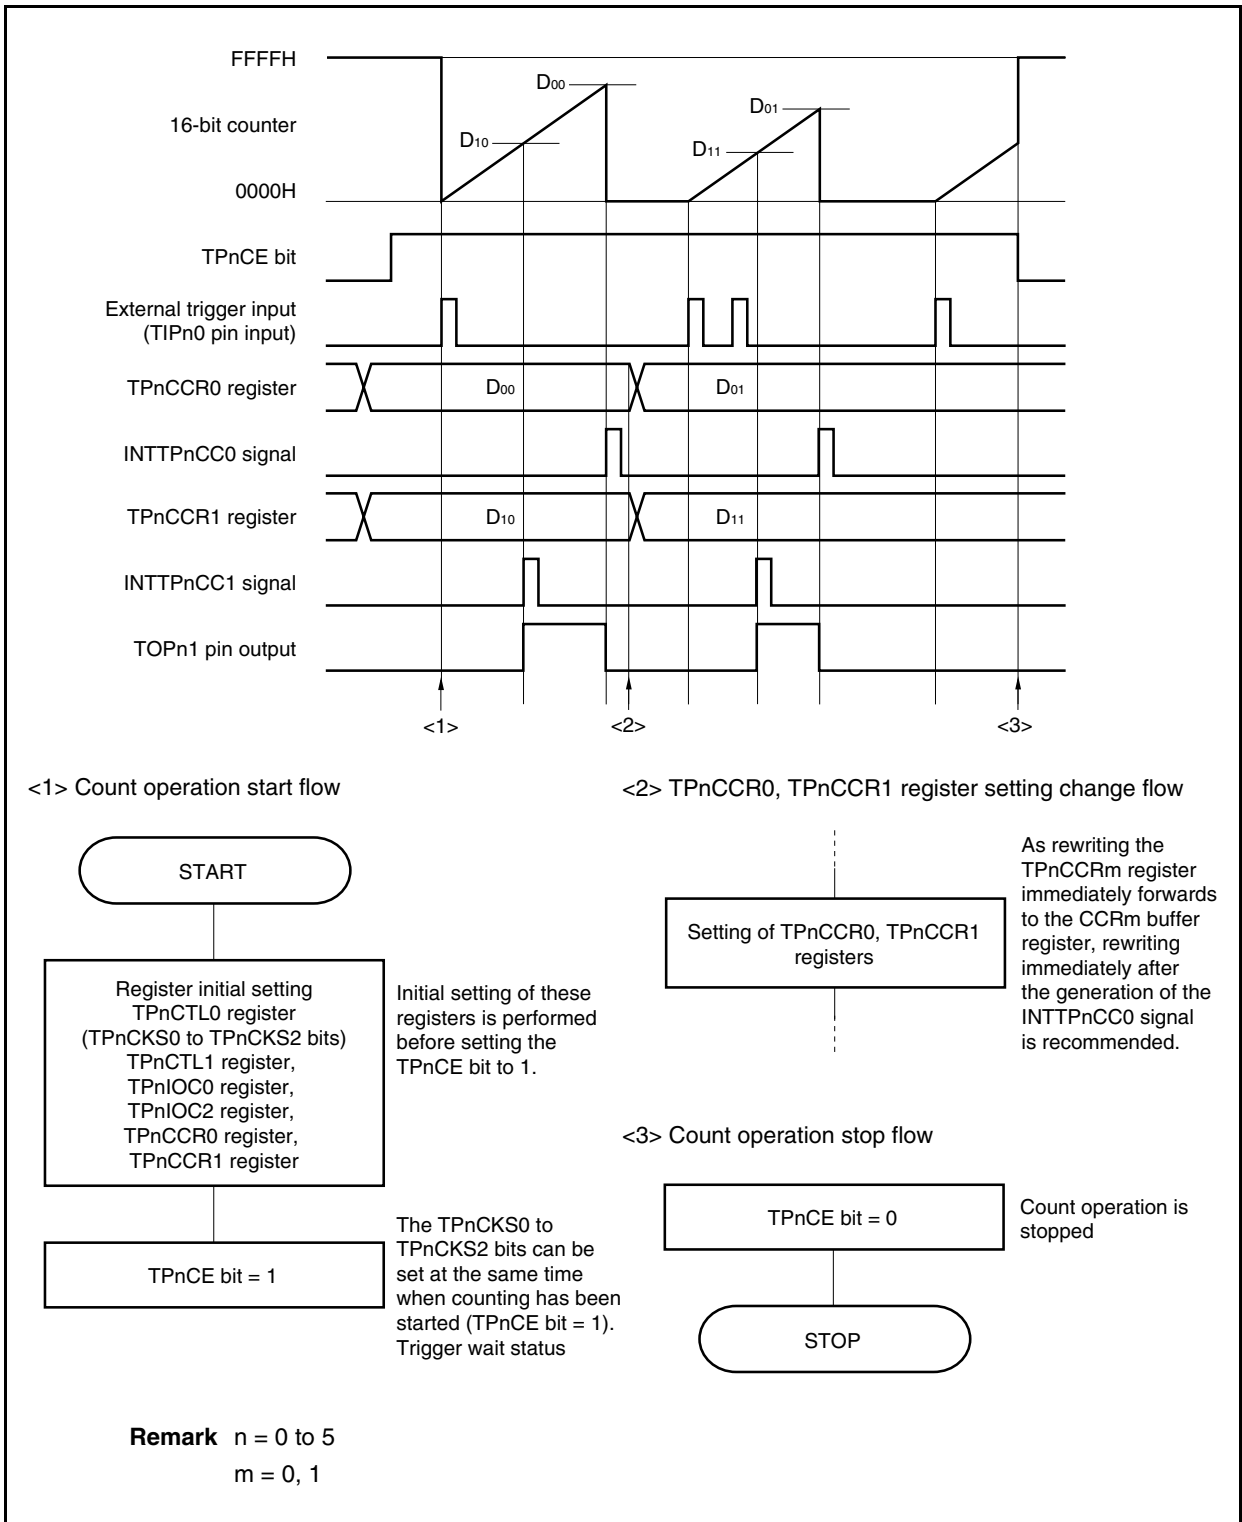 FFFFH
D00
D01
16-bit counter
D10
D11
0000H
TPnCE bit
External trigger input
(TIPn0 pin input)
TPnCCR0 register
D00
D01
INTTPnCC0 signal
TPnCCR1 register
D10
D11
INTTPnCC1 signal
TOPn1 pin output
<1>
<2>
<3>
<1> Count operation start flow
START
Register initial setting
TPnCTL0 register
(TPnCKS0 to TPnCKS2 bits)
TPnCTL1 register,
TPnIOC0 register,
TPnIOC2 register,
TPnCCR0 register,
TPnCCR1 register
Initial setting of these
registers is performed
before setting the
TPnCE bit to 1.
TPnCE bit = 1
The TPnCKS0 to
TPnCKS2 bits can be
set at the same time
when counting has been
started (TPnCE bit = 1).
Trigger wait status
<2> TPnCCR0, TPnCCR1 register setting change flow
Setting of TPnCCR0, TPnCCR1
registers
As rewriting the
TPnCCRm register
immediately forwards
to the CCRm buffer
register, rewriting
immediately after
the generation of the
INTTPnCC0 signal
is recommended.
<3> Count operation stop flow
TPnCE bit = 0
Count operation is
stopped
STOP
Remark n = 0 to 5
m = 0, 1